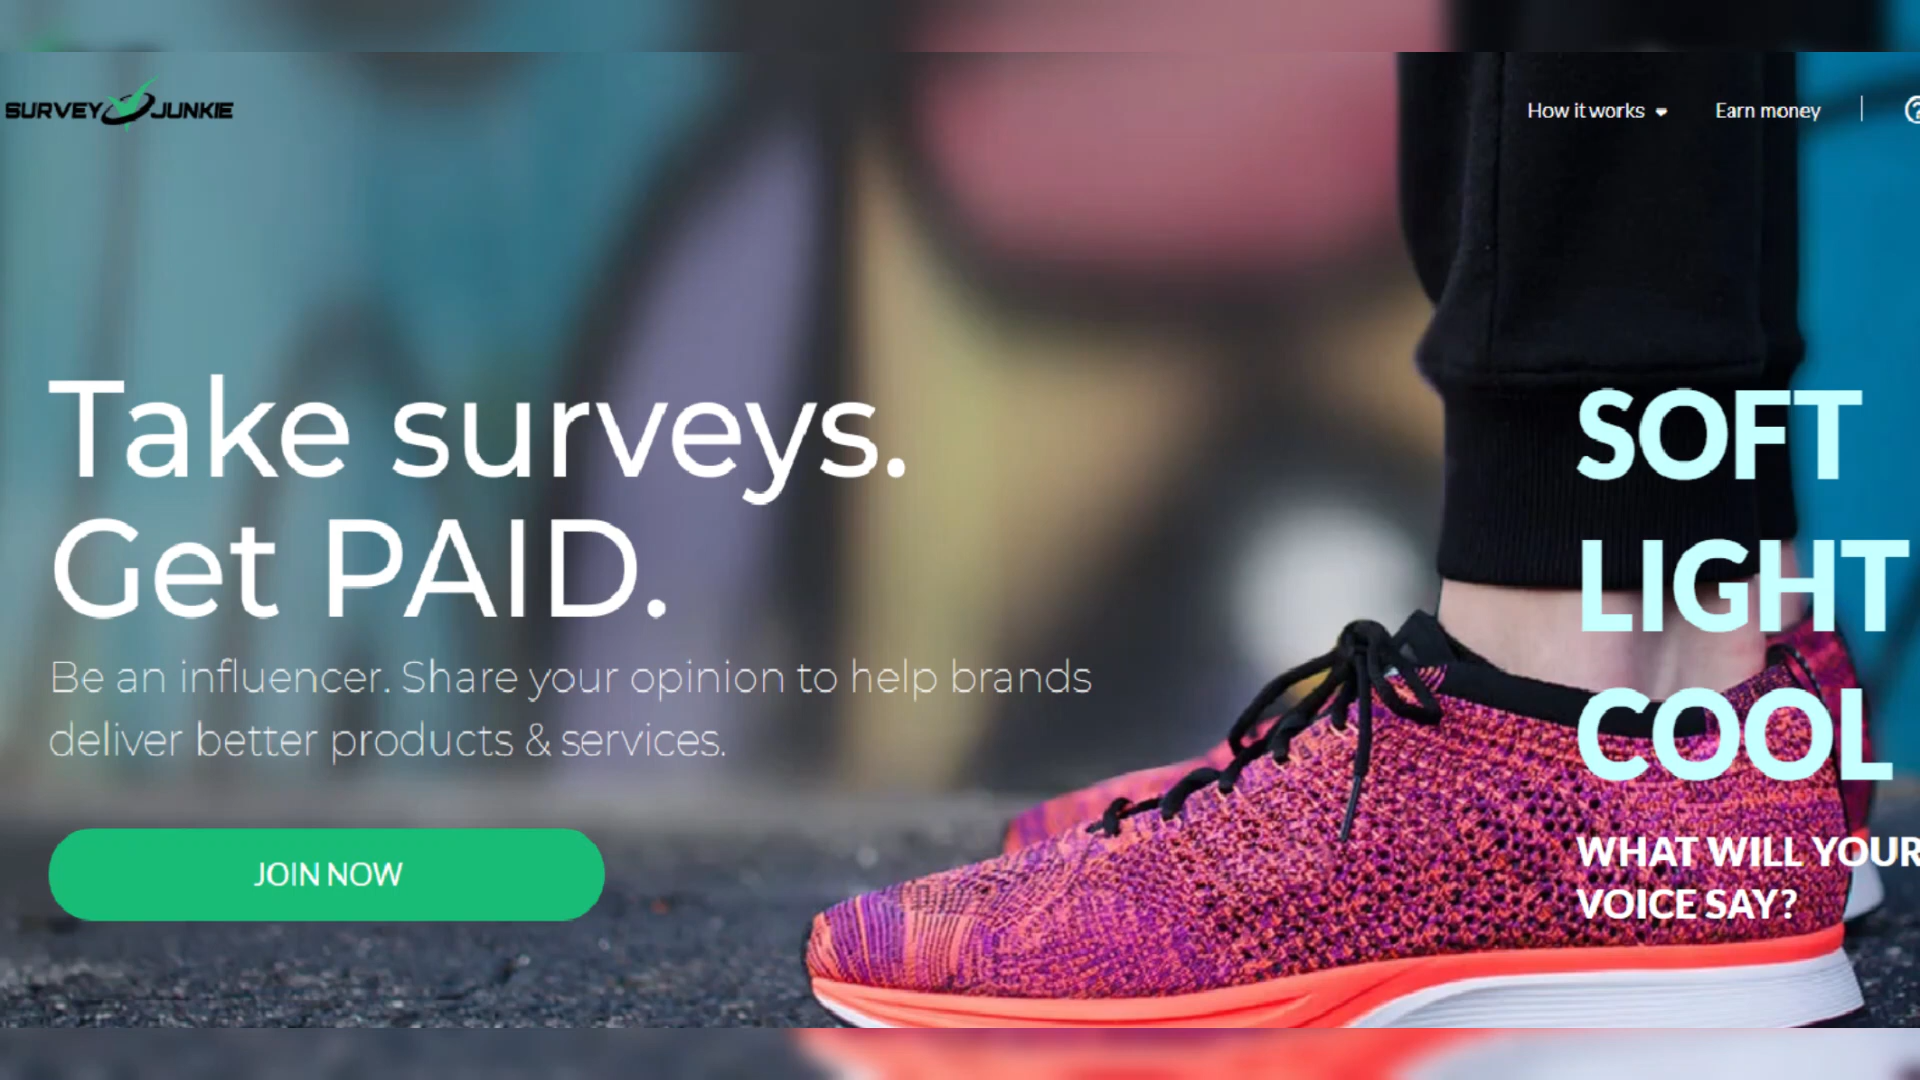 SURVEY JUNKIE
How it works
Earn money
Take surveys.
Get PAID.
Be an influencer. Share your opinion to help brands
deliver better products & services.
JOIN NOW
SOFT
LIGHT
COOL
WHAT WILL YOUR
VOICE SAY?